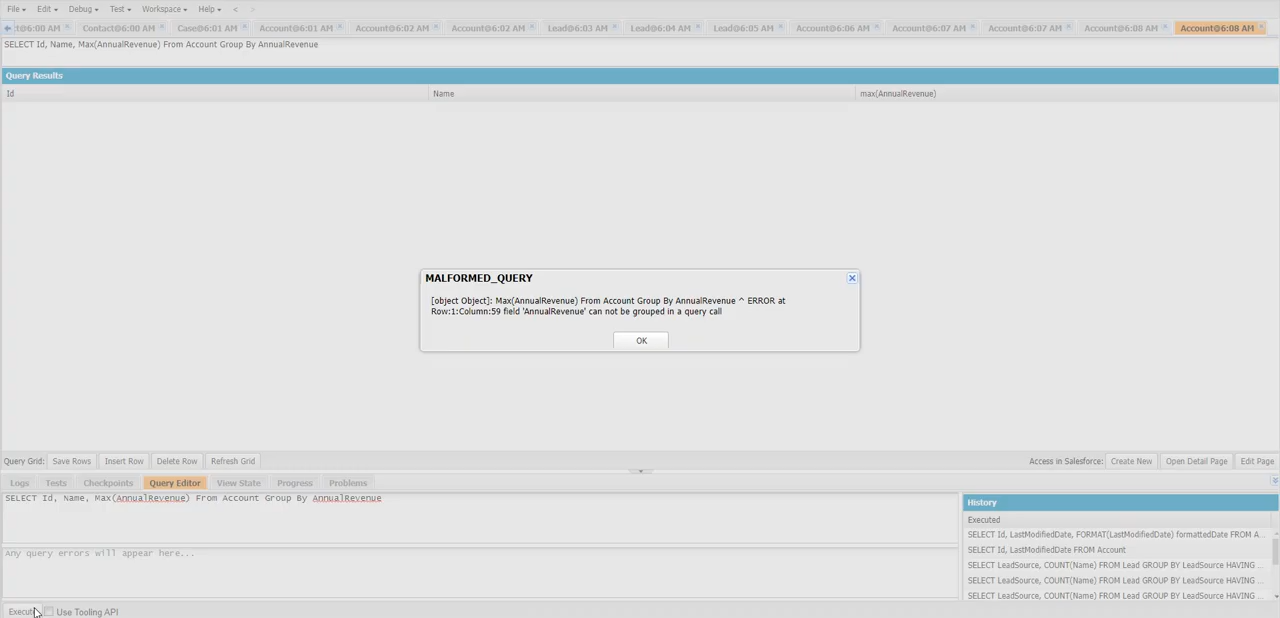 File Edit Debug Test Workspace Help < >
t@6:00 AM Contact@6:00 AM Case@6:01 AM Account@6:01 AM Account@6:02 AM Account@6:02 AM Lead@6:03 AM Lead@6:04 AM Lead@6:05 AM Account@6:06 AM Account@6:07 AM Account@6:07 AM Account@6:08 AM Account@6:08 AM
SELECT Id, Name, Max(AnnualRevenue) From Account Group By AnnualRevenue
Query Results
Id Name max(AnnualRevenue)
MALFORMED_QUERY
[object Object]: Max(AnnualRevenue) From Account Group By AnnualRevenue ^ ERROR at
Row:1:Column:59 field 'AnnualRevenue' can not be grouped in a query call
OK
Query Grid: Save Rows Insert Row Delete Row Refresh Grid Access in Salesforce: Create New Open Detail Page Edit Page
Logs Tests Checkpoints Query Editor View State Progress Problems
SELECT Id, Name, Max(AnnualRevenue) From Account Group By AnnualRevenue
Any query errors will appear here...
History
Executed
SELECT Id, LastModifiedDate, FORMAT(LastModifiedDate) formattedDate FROM A...
SELECT Id, LastModifiedDate FROM Account
SELECT LeadSource, COUNT(Name) FROM Lead GROUP BY LeadSource HAVING ...
SELECT LeadSource, COUNT(Name) FROM Lead GROUP BY LeadSource HAVING ...
SELECT LeadSource, COUNT(Name) FROM Lead GROUP BY LeadSource HAVING ...
Execute Use Tooling API